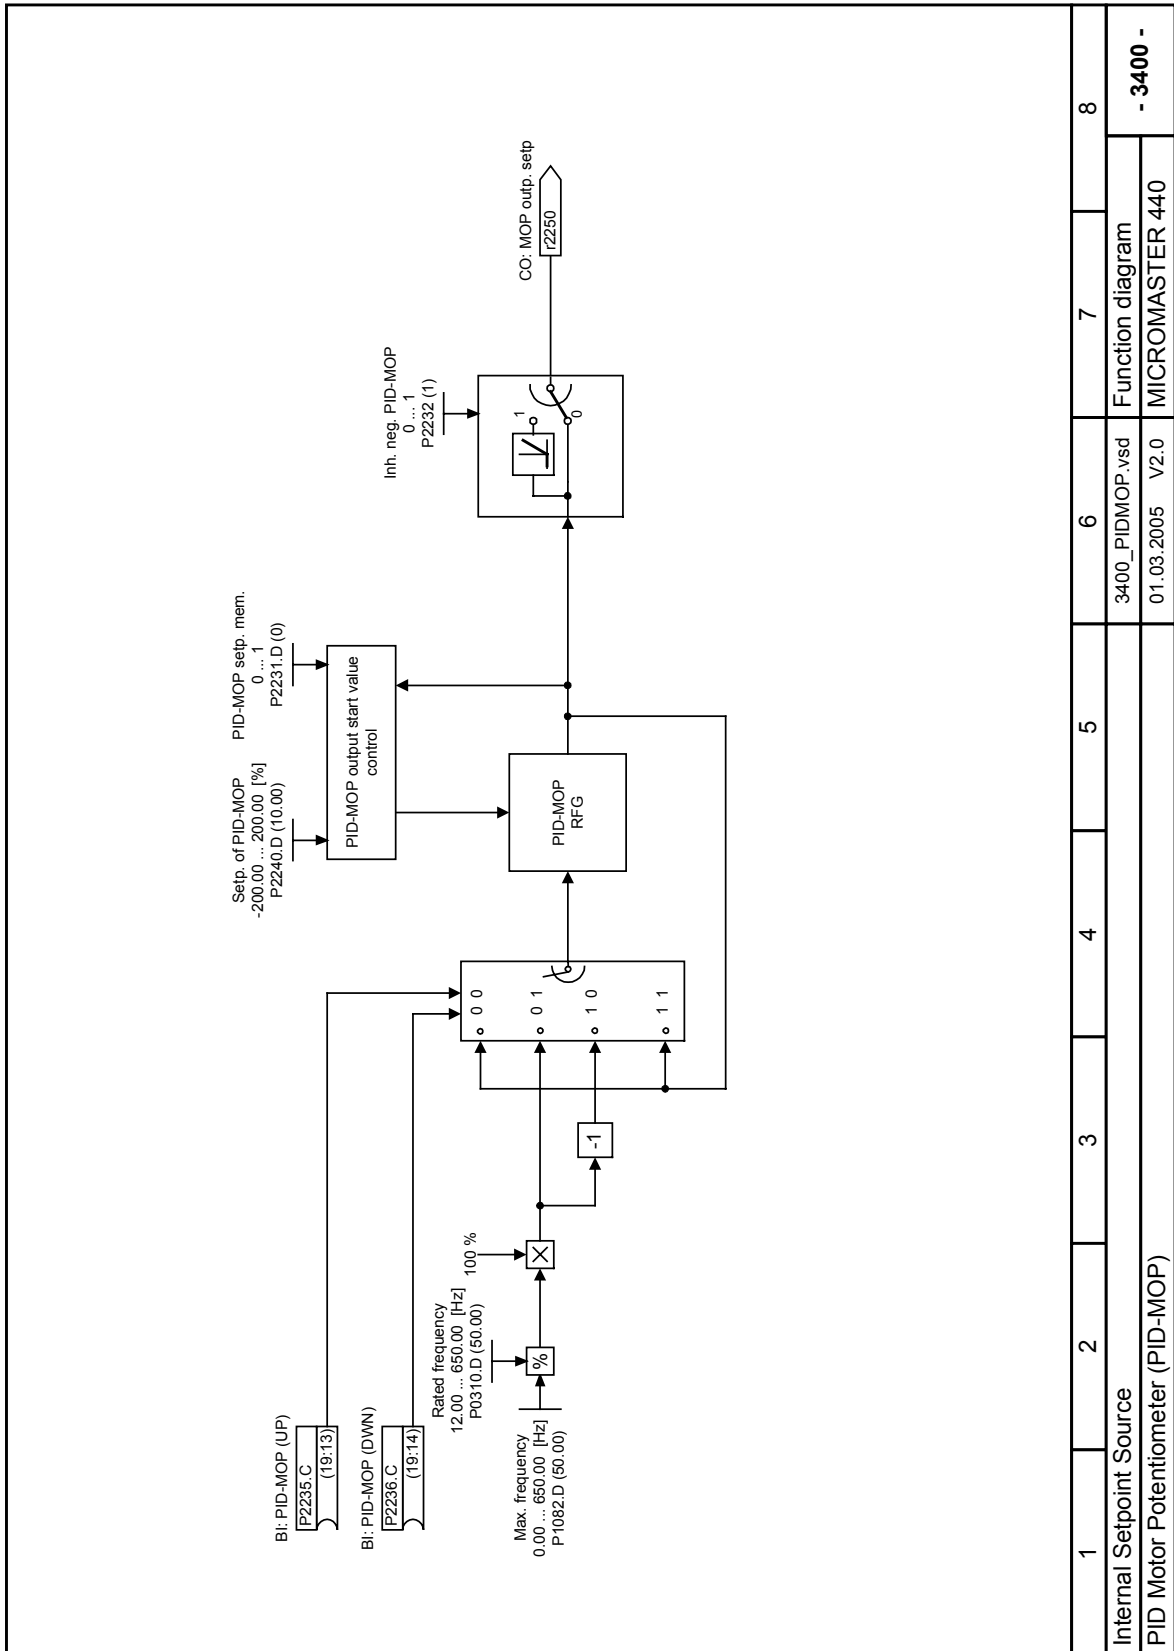 BI: PID-MOP (UP)
P2235.C
(19:13)
BI: PID-MOP (DWN)
P2236.C
(19:14)
Max. frequency
0.00 ... 650.00 [Hz]
P1082.D (50.00)
Rated frequency
12.00 ... 650.00 [Hz]
P0310.D (50.00)
%
100 %
X
-1
0 0
0 1
1 0
1 1
Setp. of PID-MOP
-200.00 ... 200.00 [%]
P2240.D (10.00)
PID-MOP setp. mem.
0 ... 1
P2231.D (0)
PID-MOP output start value
control
PID-MOP
RFG
Inh. neg. PID-MOP
0 ... 1
P2232 (1)
1
0
CO: MOP outp. setp
r2250
1 2 3 4 5 6 7 8
Internal Setpoint Source
3400_PIDMOP.vsd
Function diagram
- 3400 -
PID Motor Potentiometer (PID-MOP)
01.03.2005 V2.0
MICROMASTER 440